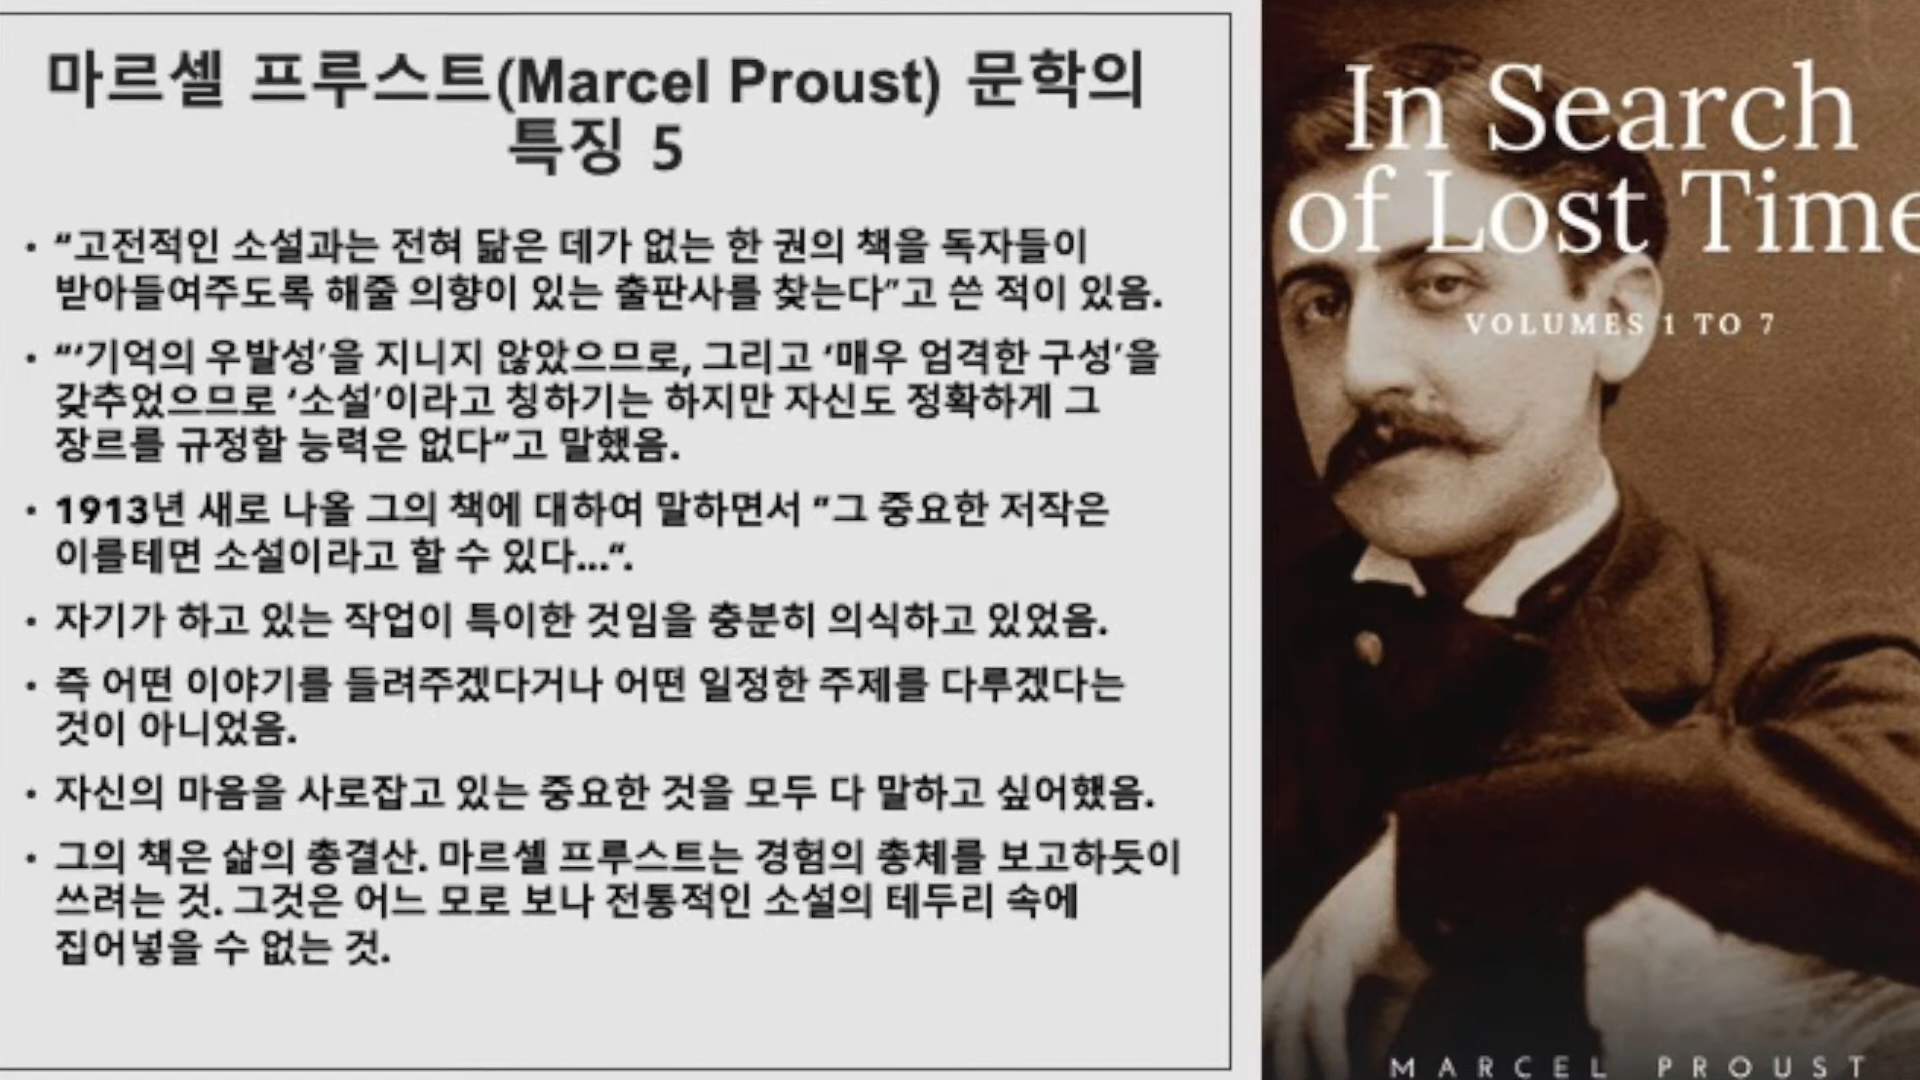 마르셀 프루스트(Marcel Proust) 문학의
특징 5
• “고전적인 소설과는 전혀 닮은 데가 없는 한 권의 책을 독자들이
받아들여주도록 해줄 의향이 있는 출판사를 찾는다”고 쓴 적이 있음.
• “‘기억의 우발성’을 지니지 않았으므로, 그리고 ‘매우 엄격한 구성’을
갖추었으므로 ‘소설’이라고 칭하기는 하지만 자신도 정확하게 그
장르를 규정할 능력은 없다”고 말했음.
• 1913년 새로 나올 그의 책에 대하여 말하면서 ”그 중요한 저작은
이를테면 소설이라고 할 수 있다...”.
• 자기가 하고 있는 작업이 특이한 것임을 충분히 의식하고 있었음.
• 즉 어떤 이야기를 들려주겠다거나 어떤 일정한 주제를 다루겠다는
것이 아니었음.
• 자신의 마음을 사로잡고 있는 중요한 것을 모두 다 말하고 싶어했음.
• 그의 책은 삶의 총결산. 마르셀 프루스트는 경험의 총체를 보고하듯이
쓰려는 것. 그것은 어느 모로 보나 전통적인 소설의 테두리 속에
집어넣을 수 없는 것.
In Search
of Lost Time
VOLUMES 1 TO 7
MARCEL PROUST